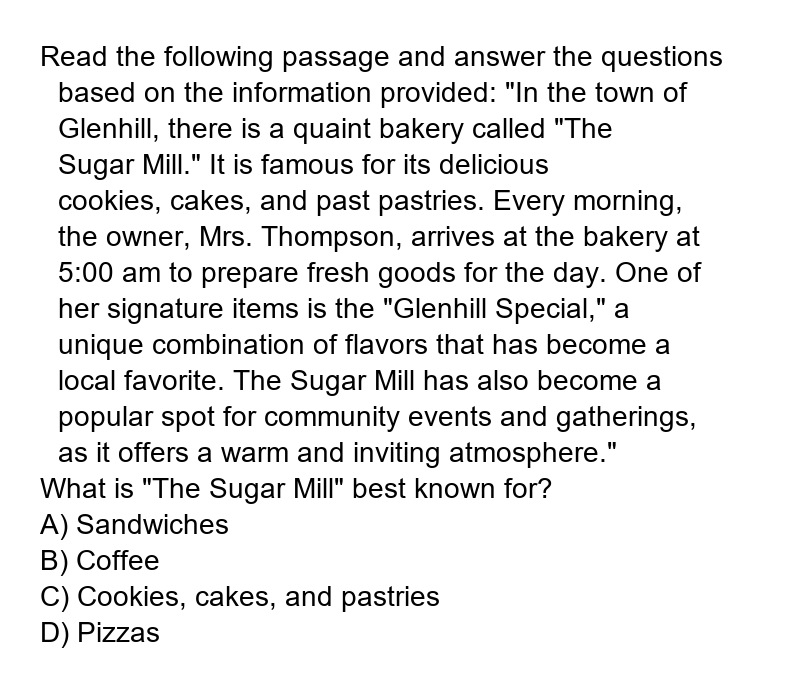 Read the following passage and answer the questions
based on the information provided: "In the town of
Glenhill, there is a quaint bakery called "The
Sugar Mill." It is famous for its delicious
cookies, cakes, and past pastries. Every morning,
the owner, Mrs. Thompson, arrives at the bakery at
5:00 am to prepare fresh goods for the day. One of
her signature items is the "Glenhill Special," a
unique combination of flavors that has become a
local favorite. The Sugar Mill has also become a
popular spot for community events and gatherings,
as it offers a warm and inviting atmosphere."
What is "The Sugar Mill" best known for?
A) Sandwiches
B) Coffee
C) Cookies, cakes, and pastries
D) Pizzas